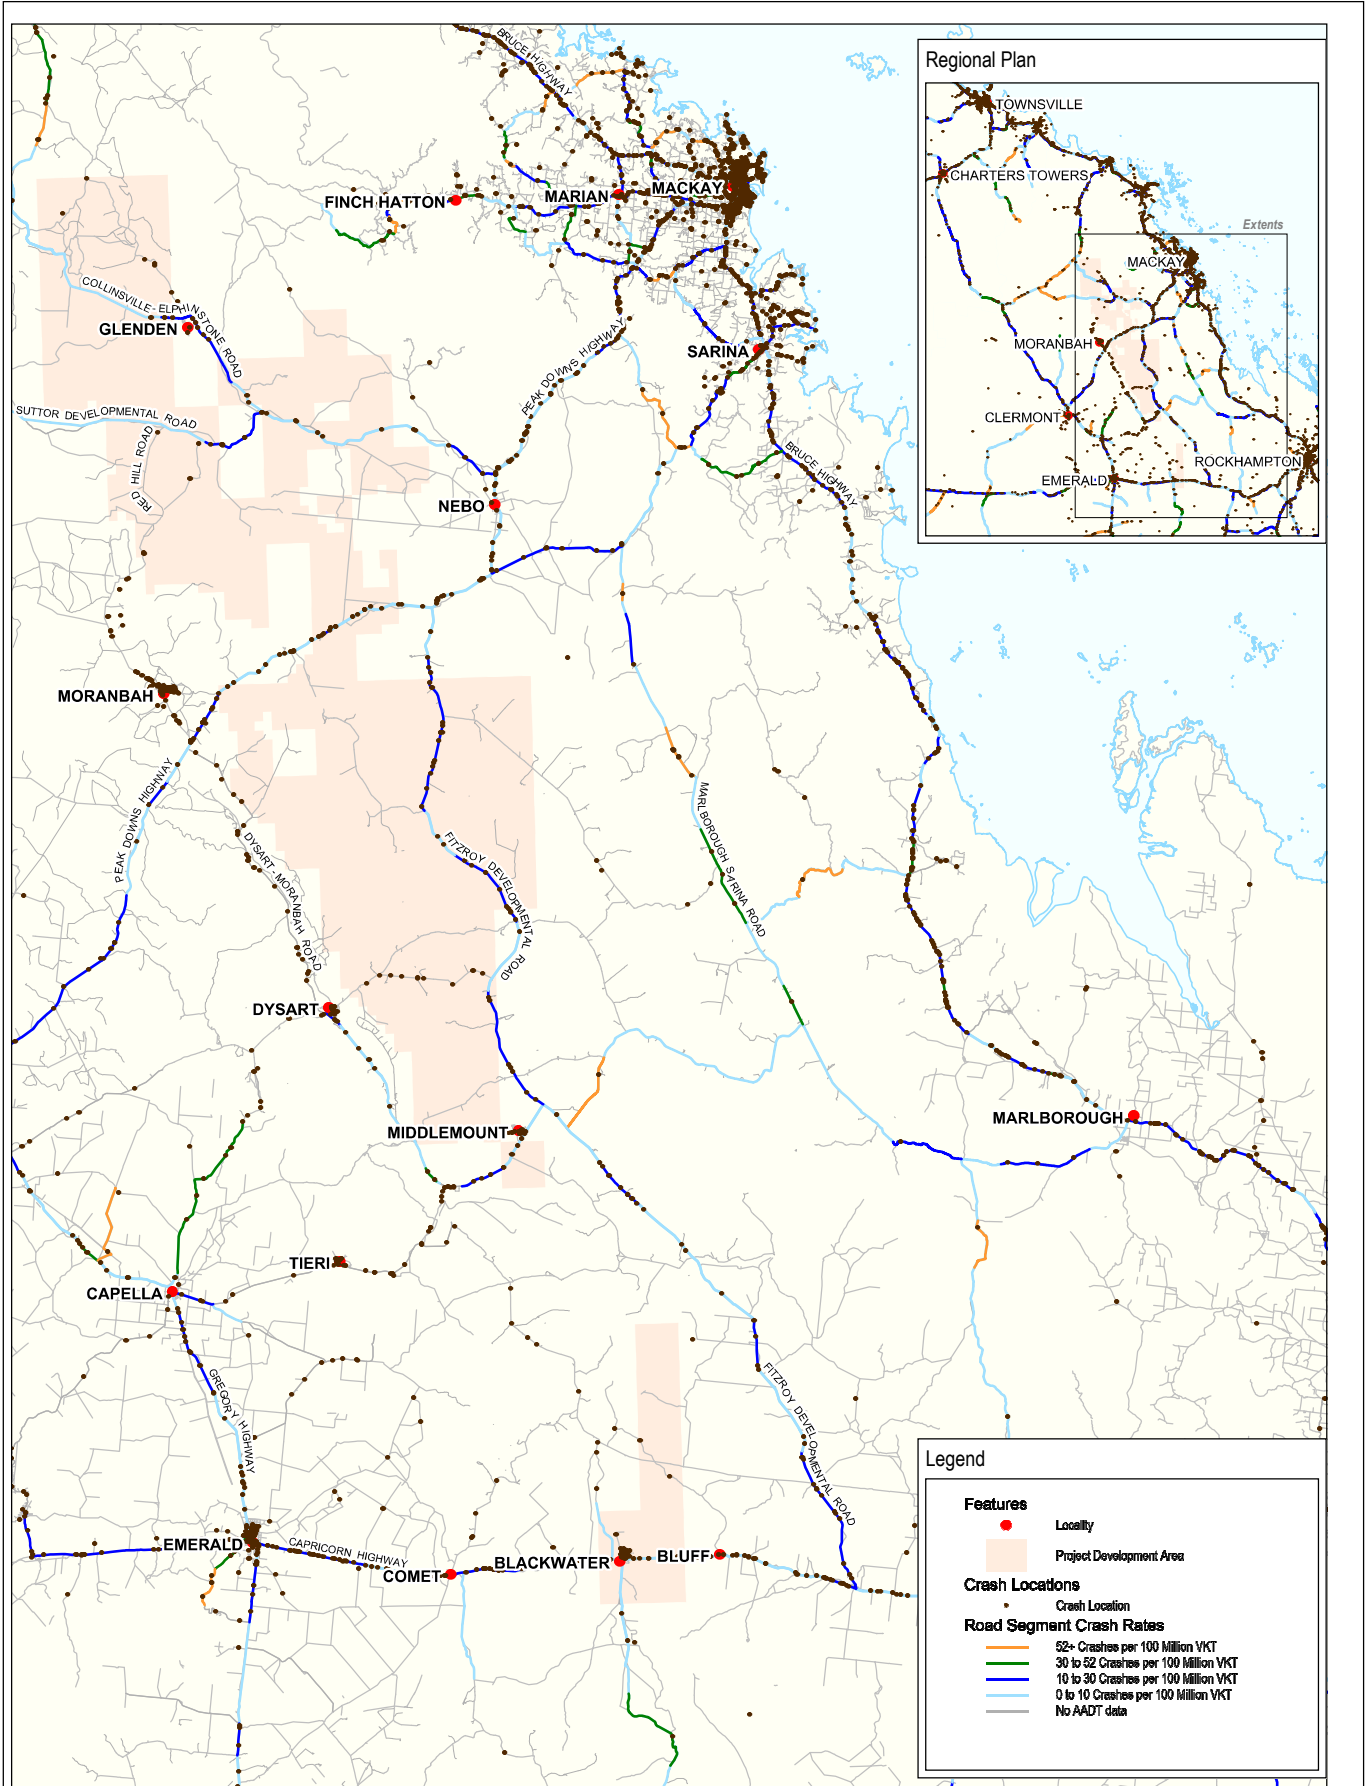 Regional Plan
TOWNSVILLE
CHARTERS TOWERS
Extents
MACKAY
MORANBAH
CLERMONT
ROCKHAMPTON
EMERALD
BRUCE HIGHWAY
FINCH HATTON
MARIAN
MACKAY
COLLINSVILLE-ELPHINSTONE ROAD
GLENDEN
PEAK DOWNS HIGHWAY
SARINA
SUTTOR DEVELOPMENTAL ROAD
RED HILL ROAD
BRUCE HIGHWAY
NEBO
MORANBAH
PEAK DOWNS HIGHWAY
DYSART-MORANBAH ROAD
FITZROY DEVELOPMENTAL ROAD
MARLBOROUGH SARINA ROAD
DYSART
MIDDLEMOUNT
MARLBOROUGH
TIERI
CAPELLA
GREGORY HIGHWAY
FITZROY DEVELOPMENTAL ROAD
EMERALD
CAPRICORN HIGHWAY
COMET
BLACKWATER
BLUFF
Legend
Features
Locality
Project Development Area
Crash Locations
Crash Location
Road Segment Crash Rates
52+ Crashes per 100 Million VKT
30 to 52 Crashes per 100 Million VKT
10 to 30 Crashes per 100 Million VKT
0 to 10 Crashes per 100 Million VKT
No AADT data